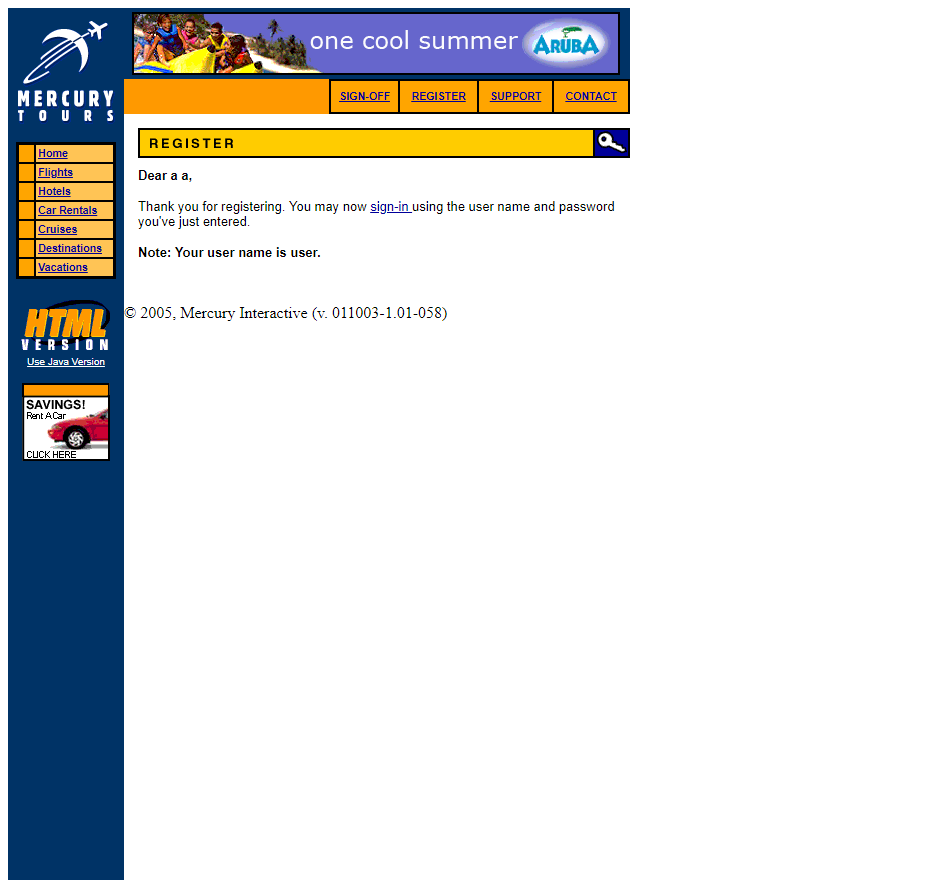 MERCURY
TOURS
one cool summer
ARUBA
SIGN-OFF
REGISTER
SUPPORT
CONTACT
Home
Flights
Hotels
Car Rentals
Cruises
Destinations
Vacations
HTML
VERSION
Use Java Version
SAVINGS!
Rent A Car
CLICK HERE
REGISTER
Dear a a,
Thank you for registering. You may now sign-in using the user name and password
you've just entered.
Note: Your user name is user.
© 2005, Mercury Interactive (v. 011003-1.01-058)